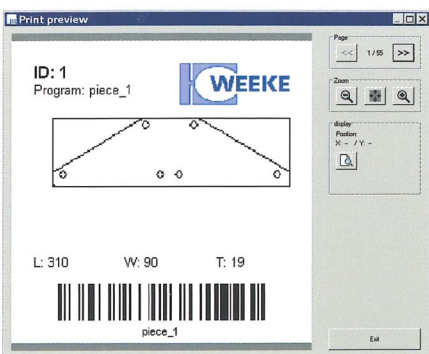 Print preview
ID: 1
Program: piece_1
WEEKE
L: 310 W: 90 T: 19
piece_1
Page
<< 1 / 55 >>
Zoom
display
Position:
X: - / Y: -
Exit